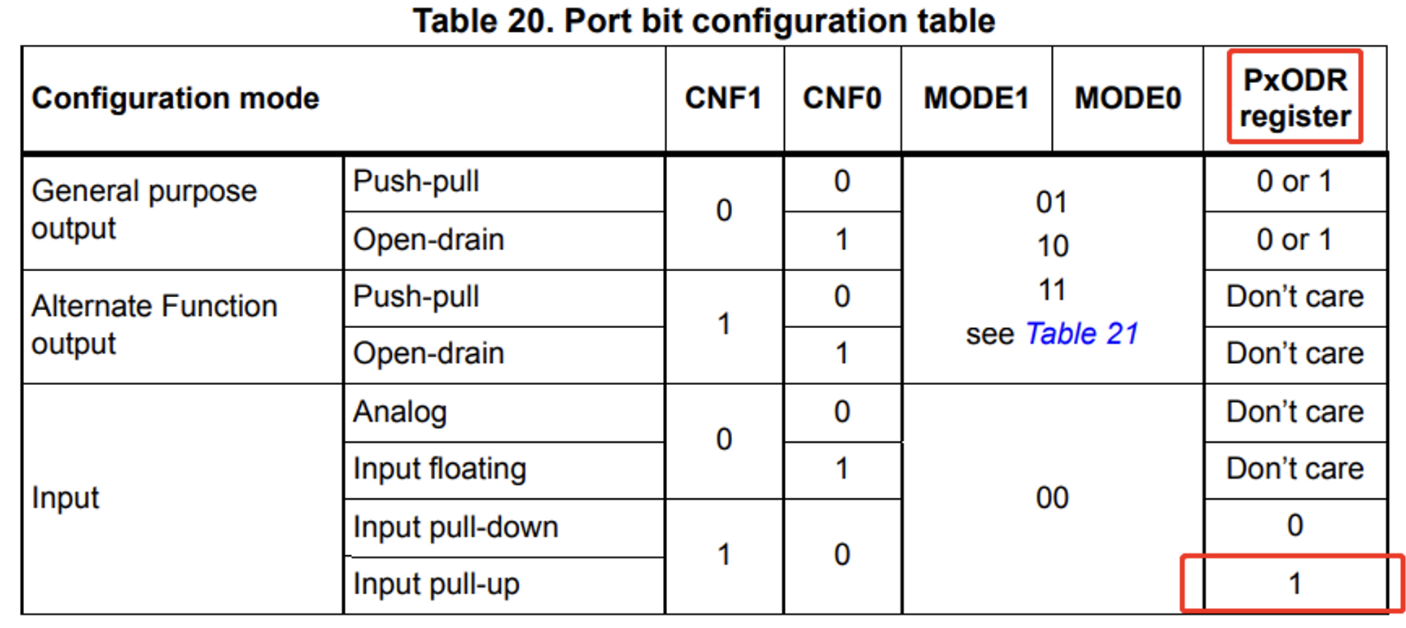 Table 20. Port bit configuration table
Configuration mode CNF1 CNF0 MODE1 MODE0 PxODR register
General purpose output Push-pull 0 0 01 10 11 see Table 21 0 or 1
Open-drain 1 0 or 1
Alternate Function output Push-pull 1 0 Don't care
Open-drain 1 Don't care
Input Analog 0 0 00 Don't care
Input floating 1 Don't care
Input pull-down 1 0 0
Input pull-up 1